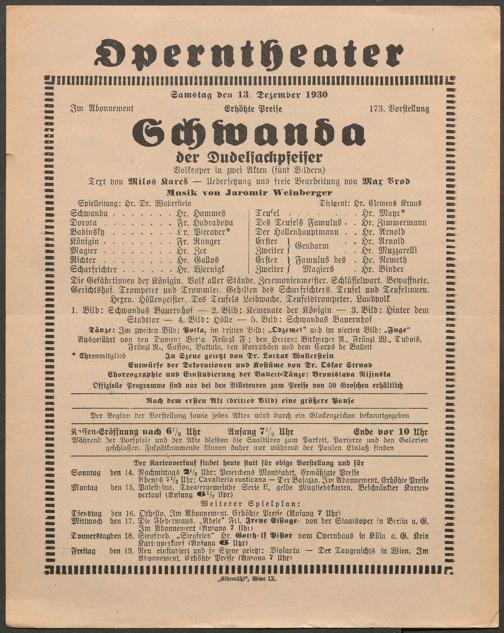 Operntheater
Samstag den 13. Dezember 1930
Im Abonnement Erhöhte Preise 173. Vorstellung
Schwanda
der Dudelsackpfeifer
Volksoper in zwei Akten (fünf Bildern)
Text von Milos Kareš — Uebersetzung und freie Bearbeitung von Max Brod
Musik von Jaromir Weinberger
Spielleitung: Hr. Dr. Wallerstein Dirigent: Hr. Clemens Krauss
Schwanda Hr. Hammes Teufel Hr. Mayr*
Dorota Fr. Hadrabova Des Teufels Famulus Hr. Zimmermann
Babinsky Hr. Piccaver* Der Höllenhauptmann Hr. Arnold
Königin Fr. Runger Erster } Gendarm Hr. Arnold
Magier Hr. Zec Zweiter } Hr. Muzzarelli
Richter Hr. Gallos Erster } Famulus des Hr. Nemeth
Scharfrichter Hr. Wernigk Zweiter } Magiers Hr. Binder
Die Gefährtinnen der Königin. Volk aller Stände. Zeremonienmeister. Schlüsselwart. Bewaffnete.
Gerichtshof. Trompeter und Trommler. Gehilfen des Scharfrichters. Teufel und Teufelinnen.
Hexen. Höllengeister. Des Teufels Leibwache. Teufelstrompeter. Landvolk
1. Bild: Schwandas Bauernhof — 2. Bild: Kemenate der Königin — 3. Bild: Hinter dem
Stadttor — 4. Bild: Hölle — 5. Bild: Schwandas Bauernhof
Tänze: Im zweiten Bild: Polka, im dritten Bild: „Odzemek" und im vierten Bild: „Fuge"
Ausgeführt von den Damen: Berta Fränzl F.; den Herren: Birkmeyer A., Fränzl W., Dubois,
Fränzl K., Casson, Buttula, den Korryphäen und dem Corps de Ballett
* Ehrenmitglied In Szene gesetzt von Dr. Lothar Wallerstein
Entwürfe der Dekorationen und Kostüme von Dr. Oskar Strnad
Choreographie und Einstudierung der Ballett-Tänze: Bronislava Nijinska
Offizielle Programme sind nur bei den Billeteuren zum Preise von 50 Groschen erhältlich
Nach dem ersten Akt (drittes Bild) eine größere Pause
Der Beginn der Vorstellung sowie jedes Aktes wird durch ein Glockenzeichen bekanntgegeben
Kassen-Eröffnung nach 6½ Uhr Anfang 7½ Uhr Ende vor 10 Uhr
Während der Vorspiele und der Akte bleiben die Saaltüren zum Parkett, Parterre und den Galerien
geschlossen. Zuspätkommende können daher nur während der Pausen Einlaß finden
Der Kartenverkauf findet heute statt für obige Vorstellung und für
Sonntag den 14. Nachmittags 2½ Uhr: Peterchens Mondfahrt. Ermäßigte Preise
Abends 7½ Uhr: Cavalleria rusticana — Der Bajazzo. Im Abonnement. Erhöhte Preise
Montag den 15. Palestrina. Theatergemeinde Serie E, gelbe Mitgliedskarten. Beschränkter Karten-
verkauf (Anfang 6½ Uhr)
Weiterer Spielplan:
Dienstag den 16. Othello. Im Abonnement. Erhöhte Preise (Anfang 7 Uhr)
Mittwoch den 17. Die Fledermaus. „Adele" Frl. Irene Eisinger von der Staatsoper in Berlin a. G.
Im Abonnement (Anfang 7 Uhr)
Donnerstag den 18. Siegfried. „Siegfried" Hr. Gotthelf Pistor vom Opernhaus in Köln a. G. Kein
Kartenverkauf (Anfang 6 Uhr)
Freitag den 19. Neu einstudiert und in Szene gesetzt: Violanta — Der Taugenichts in Wien. Im
Abonnement. Erhöhte Preise (Anfang 7 Uhr)
„Elbemühl", Wien IX.